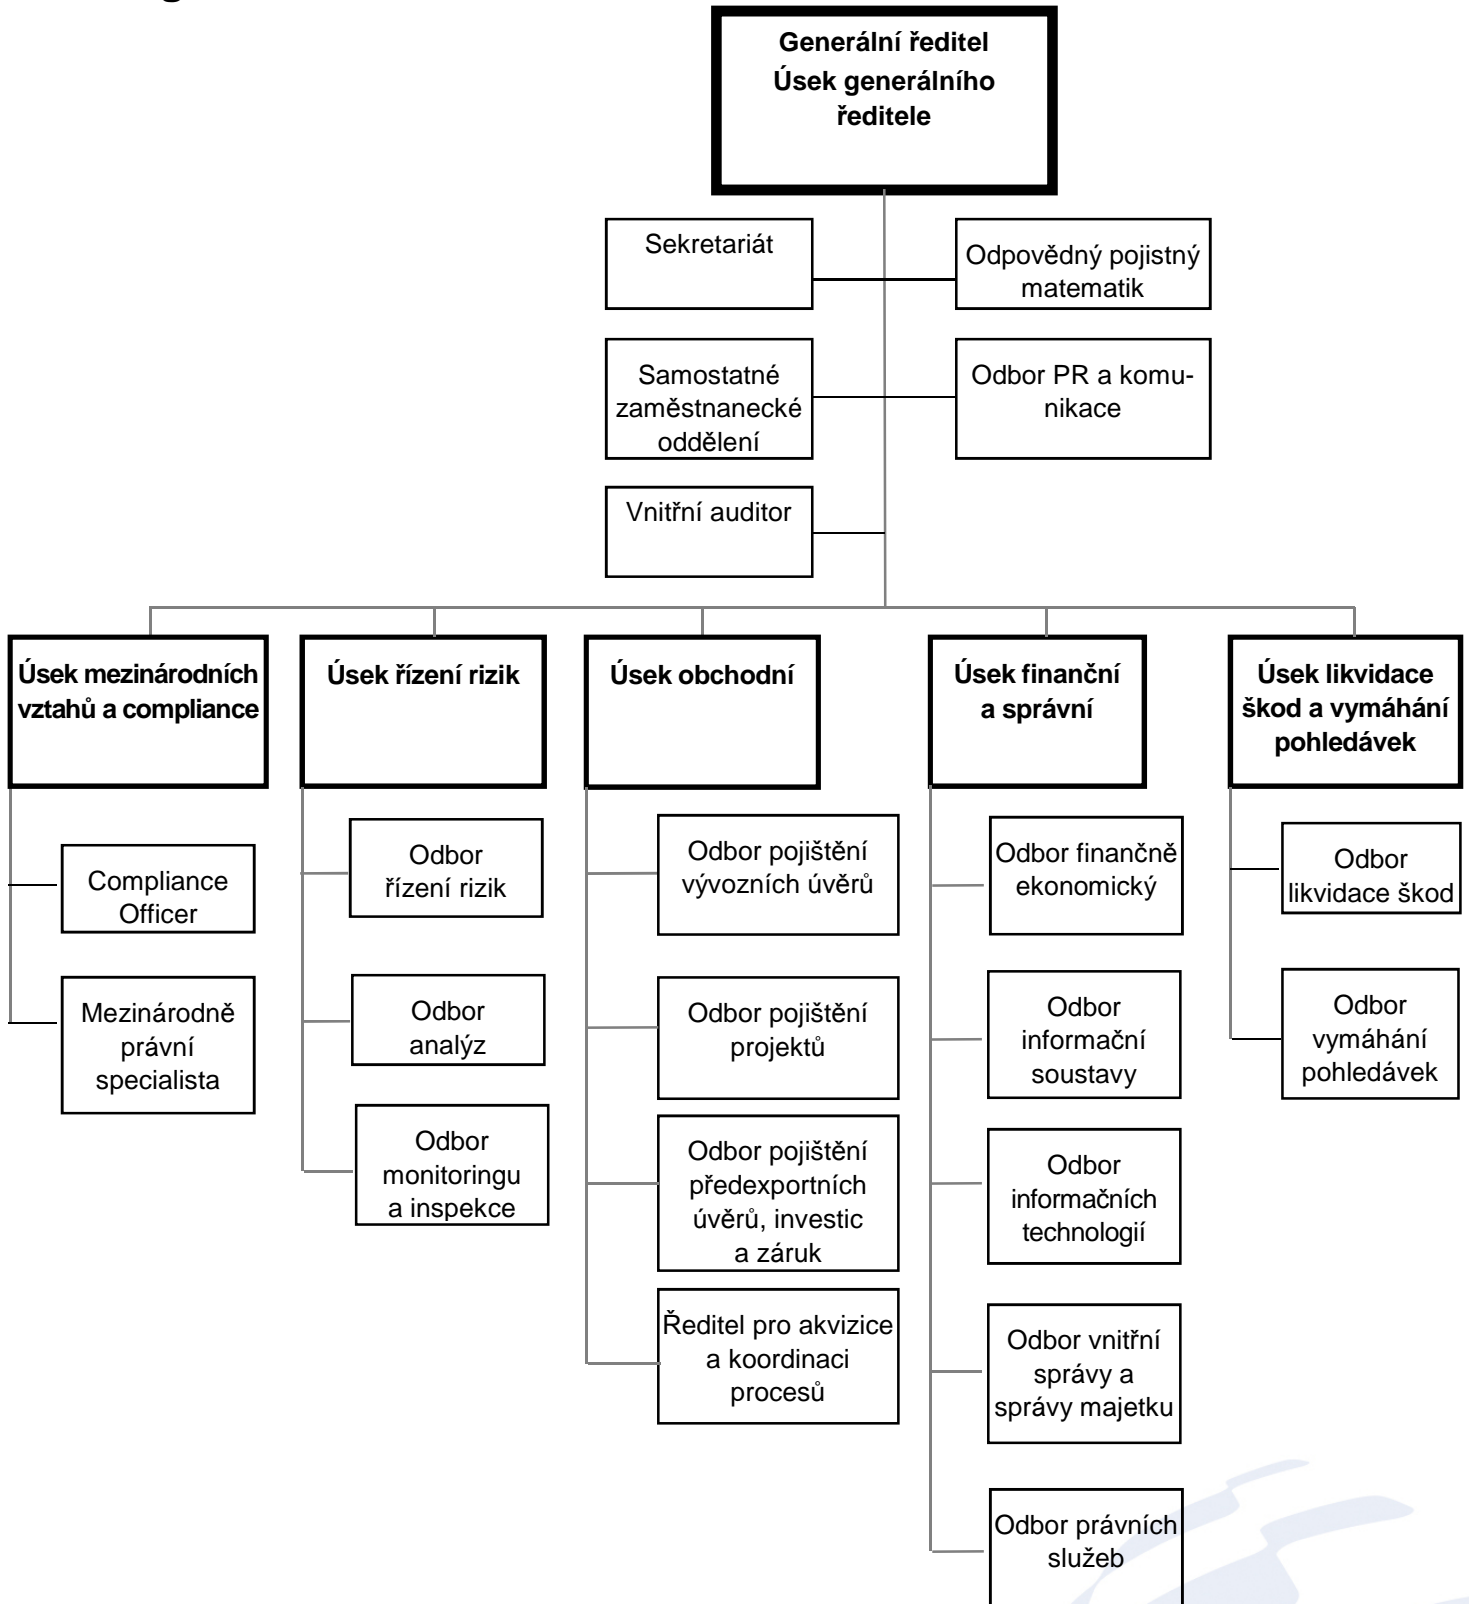 Generální ředitel
Úsek generálního
ředitele
Sekretariát
Odpovědný pojistný
matematik
Samostatné
zaměstnanecké
oddělení
Odbor PR a komu-
nikace
Vnitřní auditor
Úsek mezinárodních
vztahů a compliance
Úsek řízení rizik
Úsek obchodní
Úsek finanční
a správní
Úsek likvidace
škod a vymáhání
pohledávek
Compliance
Officer
Mezinárodně
právní
specialista
Odbor
řízení rizik
Odbor
analýz
Odbor
monitoringu
a inspekce
Odbor pojištění
vývozních úvěrů
Odbor pojištění
projektů
Odbor pojištění
předexportních
úvěrů, investic
a záruk
Ředitel pro akvizice
a koordinaci
procesů
Odbor finančně
ekonomický
Odbor
informační
soustavy
Odbor
informačních
technologií
Odbor vnitřní
správy a
správy majetku
Odbor právních
služeb
Odbor
likvidace škod
Odbor
vymáhání
pohledávek